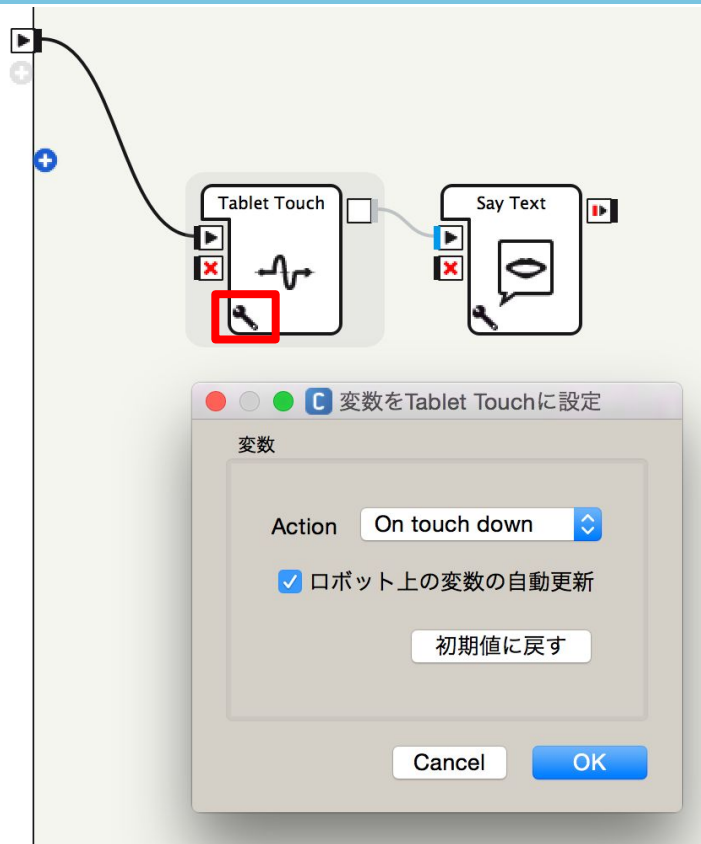 Tablet Touch
Say Text
変数をTablet Touchに設定
変数
Action On touch down
ロボット上の変数の自動更新
初期値に戻す
Cancel OK